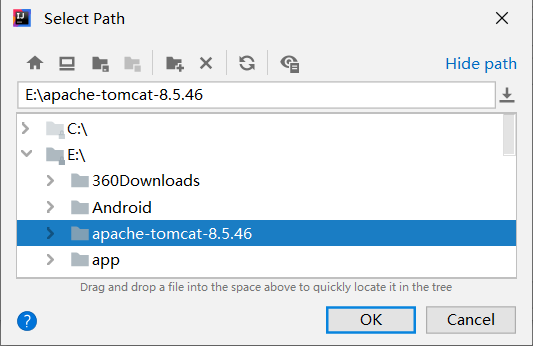 Select Path
Hide path
E:\apache-tomcat-8.5.46
C:\
E:\
360Downloads
Android
apache-tomcat-8.5.46
app
Drag and drop a file into the space above to quickly locate it in the tree
?
OK
Cancel